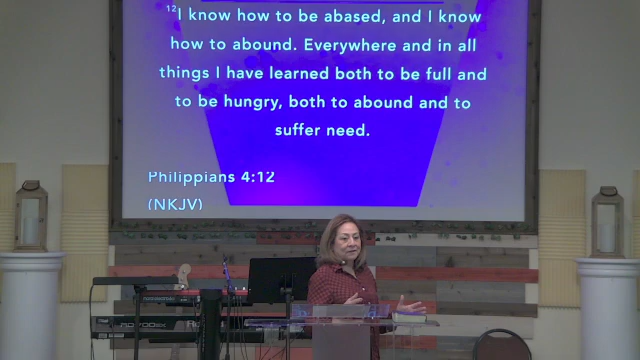 12 I know how to be abased, and I know
how to abound. Everywhere and in all
things I have learned both to be full and
to be hungry, both to abound and to
suffer need.
Philippians 4:12
(NKJV)